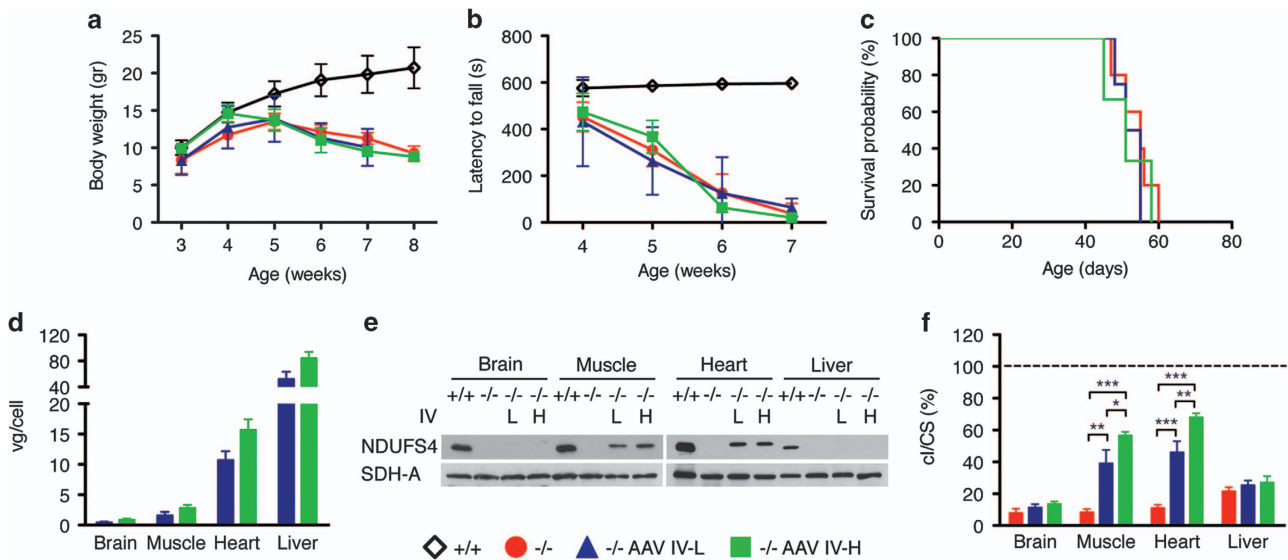 a
25
20
15
10
5
0
Body weight (gr)
3 4 5 6 7 8
Age (weeks)
b
800
600
400
200
0
Latency to fall (s)
4 5 6 7
Age (weeks)
c
100
80
60
40
20
0
Survival probability (%)
0 20 40 60 80
Age (days)
d
120
80
40
20
15
10
5
0
vg/cell
Brain Muscle Heart Liver
e
Brain Muscle Heart Liver
+/+ -/- -/- -/- +/+ -/- -/- -/- +/+ -/- -/- -/- +/+ -/- -/- -/-
IV L H L H L H L H
NDUFS4
SDH-A
f
120
100
80
60
40
20
0
cI/CS (%)
*** *** * ** ** ***
Brain Muscle Heart Liver
+/+ -/- -/- AAV IV-L -/- AAV IV-H